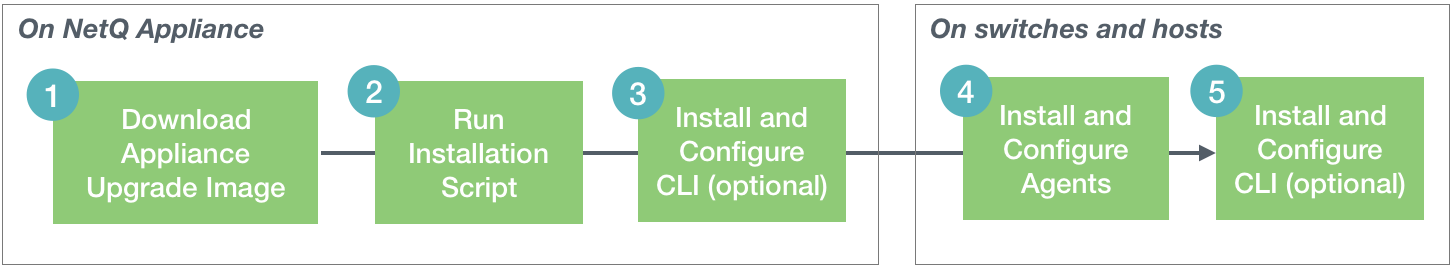 On NetQ Appliance
1
Download
Appliance
Upgrade Image
2
Run
Installation
Script
3
Install and
Configure
CLI (optional)
On switches and hosts
4
Install and
Configure
Agents
5
Install and
Configure
CLI (optional)